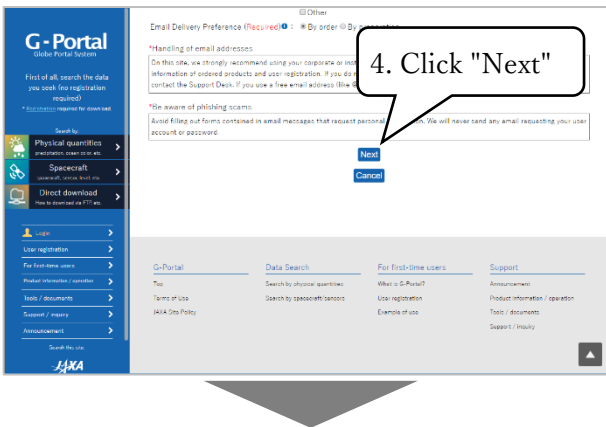 Other
Email Delivery Preference (Required) : By order By
G-Portal
Globe Portal System
First of all, search the data
you seek (no registration
required)
* Registration required for download
*Handling of email addresses
On this site, we strongly recommend using your corporate or
information of ordered products and user registration. If you do
contact the Support Desk. If you use a free email address (like
4. Click "Next"
*Be aware of phishing scams
Avoid filling out forms contained in email messages that request We will never send any email requesting your user
account or password.
Next
Cancel
Search by.
Physical quantities
precipitation, ocean color, etc.
Spacecraft
spacecraft, sensor, level, etc.
Direct download
How to download via FTP, etc.
Login
User registration
For first-time users
Product information / operation
Tools / documents
Support / inquiry
Announcement
Search this site:
JAXA
G-Portal
Top
Terms of Use
JAXA Site Policy
Data Search
Search by physical quantities
Search by spacecraft/sensors
For first-time users
What is G-Portal?
User registration
Example of use
Support
Announcement
Product information / operation
Tools / documents
Support / inquiry